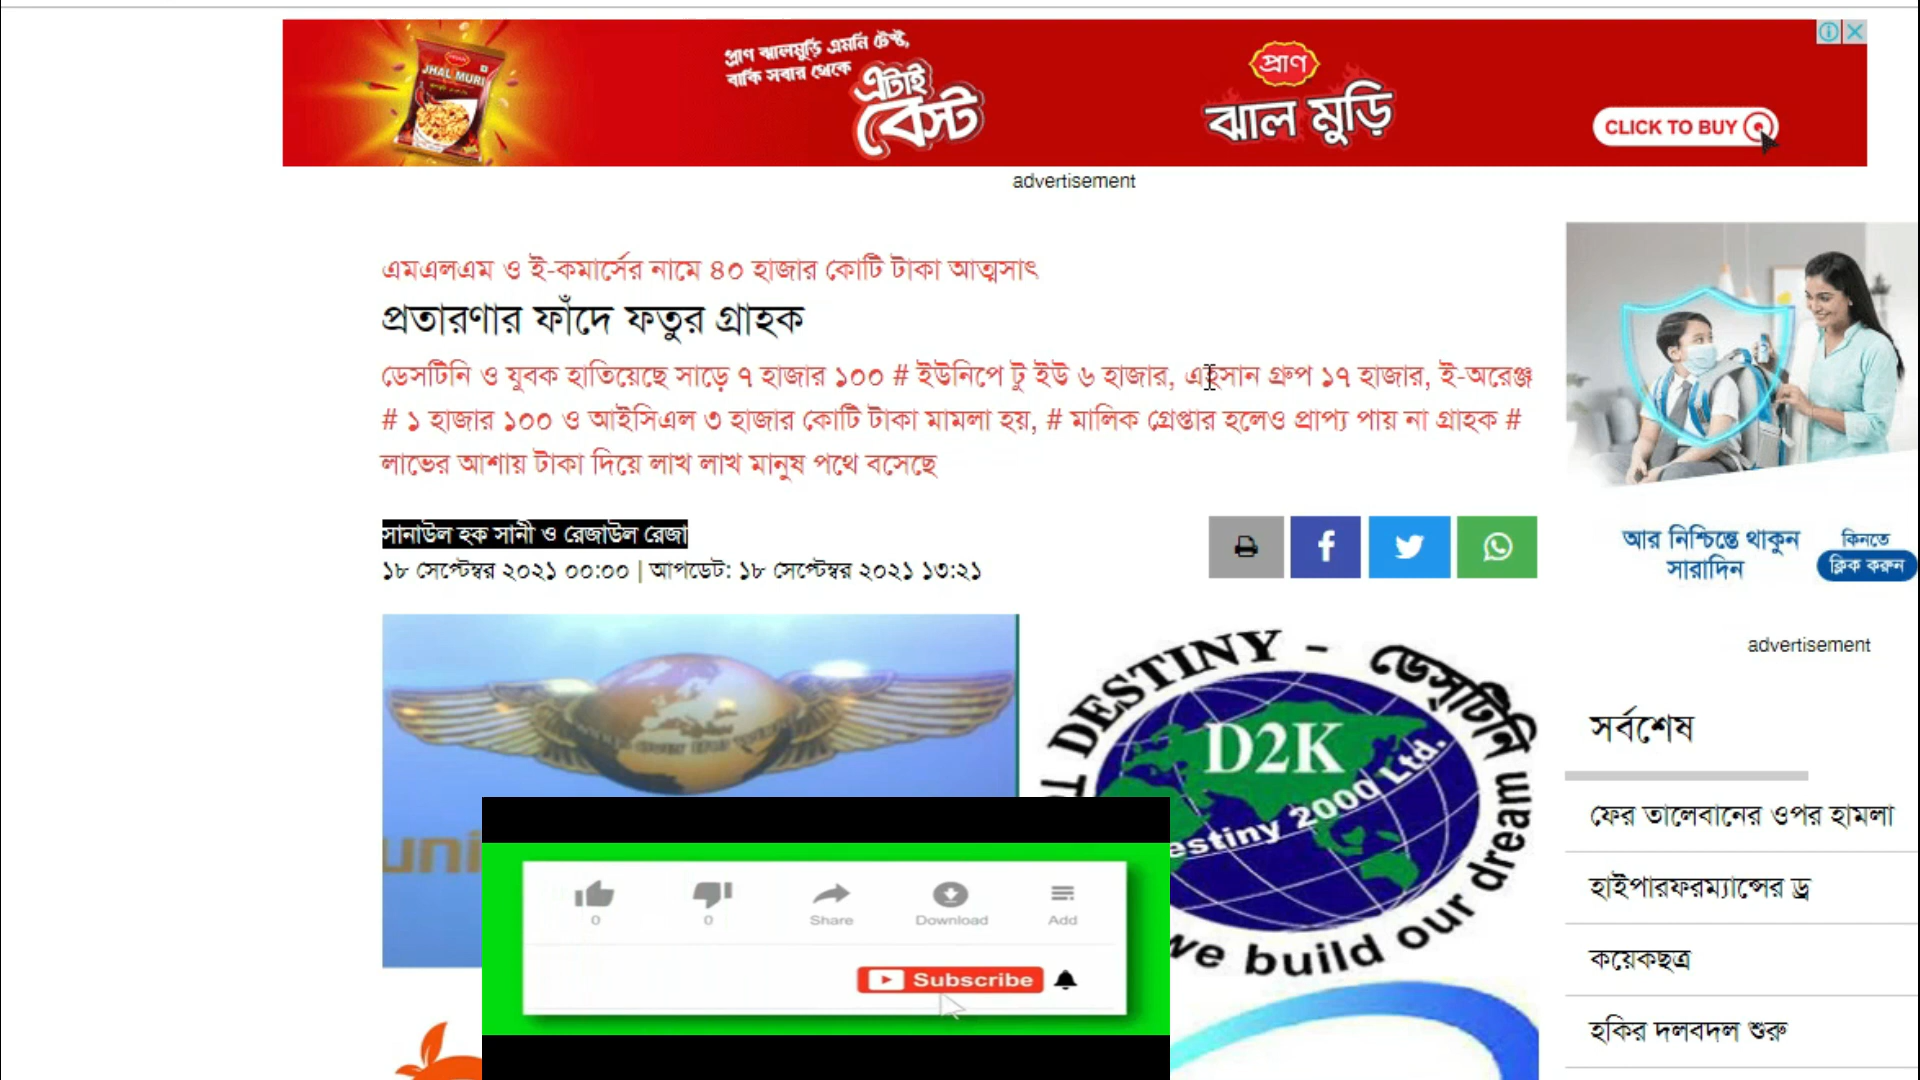 প্রাণ ঝালমুড়ি এমনি টেস্ট,
বাকি সবার থেকে
এটাই
বেস্ট
JHAL MURI
প্রাণ
ঝাল মুড়ি
CLICK TO BUY
advertisement
এমএলএম ও ই-কমার্সের নামে ৪০ হাজার কোটি টাকা আত্মসাৎ
প্রতারণার ফাঁদে ফতুর গ্রাহক
ডেসটিনি ও যুবক হাতিয়েছে সাড়ে ৭ হাজার ১০০ # ইউনিপে টু ইউ ৬ হাজার, এহসান গ্রুপ ১৭ হাজার, ই-অরেঞ্জ
# ১ হাজার ১০০ ও আইসিএল ৩ হাজার কোটি টাকা মামলা হয়, # মালিক গ্রেপ্তার হলেও প্রাপ্য পায় না গ্রাহক #
লাভের আশায় টাকা দিয়ে লাখ লাখ মানুষ পথে বসেছে
সানাউল হক সানী ও রেজাউল রেজা
১৮ সেপ্টেম্বর ২০২১ ০০:০০ | আপডেট: ১৮ সেপ্টেম্বর ২০২১ ১৩:২১
আর নিশ্চিন্তে থাকুন
সারাদিন
কিনতে
ক্লিক করুন
advertisement
DESTINY - ডেস্টিনি
D2K
estiny 2000 Ltd.
we build our dream
uni
0
0
Share
Download
Add
Subscribe
সর্বশেষ
ফের তালেবানের ওপর হামলা
হাইপারফরম্যান্সের ড্র
কয়েকছত্র
হকির দলবদল শুরু